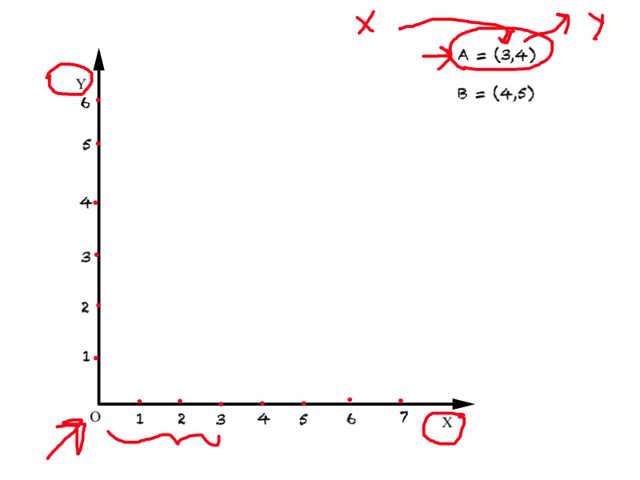 X Y
A = (3,4)
B = (4,5)
Y
6
5
4
3
2
1
O 1 2 3 4 5 6 7 X